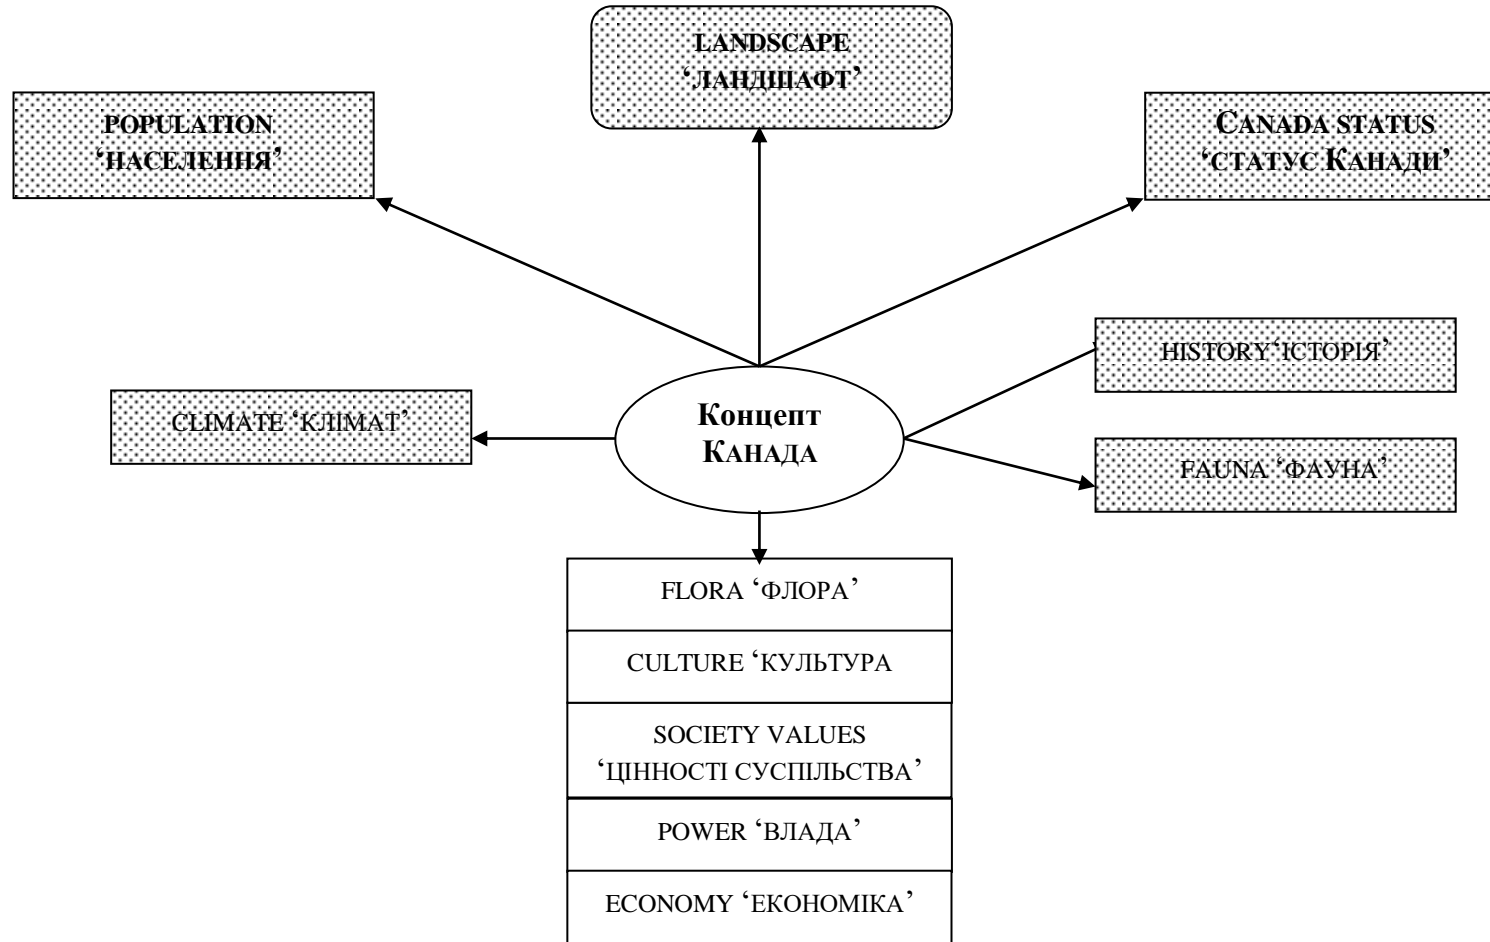 LANDSCAPE
‘ЛАНДШАФТ’
POPULATION
‘НАСЕЛЕННЯ’
CANADA STATUS
‘СТАТУС КАНАДИ’
HISTORY‘ІСТОРІЯ’
CLIMATE ‘КЛІМАТ’
Концепт
КАНАДА
FAUNA ‘ФАУНА’
FLORA ‘ФЛОРА’
CULTURE ‘КУЛЬТУРА
SOCIETY VALUES
‘ЦІННОСТІ СУСПІЛЬСТВА’
POWER ‘ВЛАДА’
ECONOMY ‘ЕКОНОМІКА’